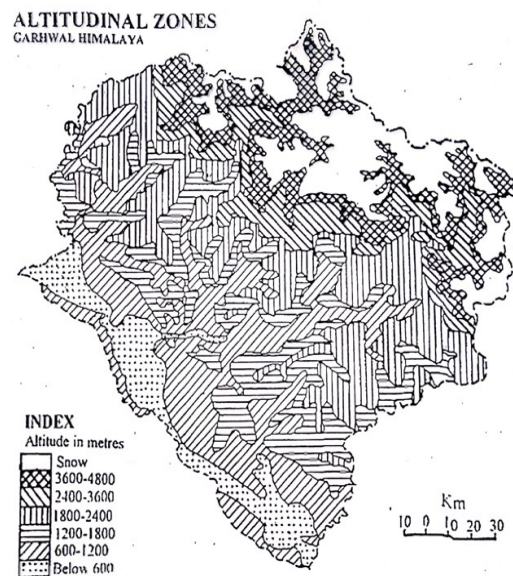 ALTITUDINAL ZONES
GARHWAL HIMALAYA
INDEX
Altitude in metres
Snow
3600-4800
2400-3600
1800-2400
1200-1800
600-1200
Below 600
Km
10 0 10 20 30